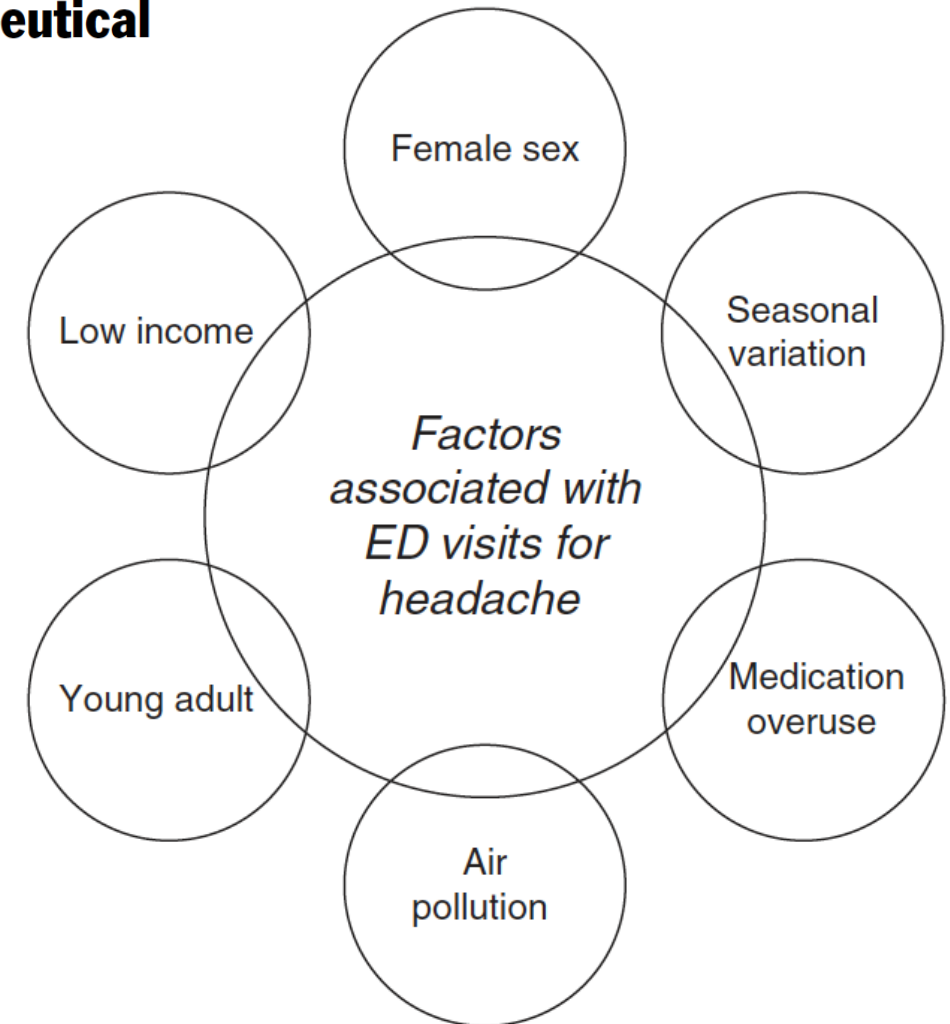 eutical
Female sex
Low income
Seasonal
variation
Factors
associated with
ED visits for
headache
Young adult
Medication
overuse
Air
pollution